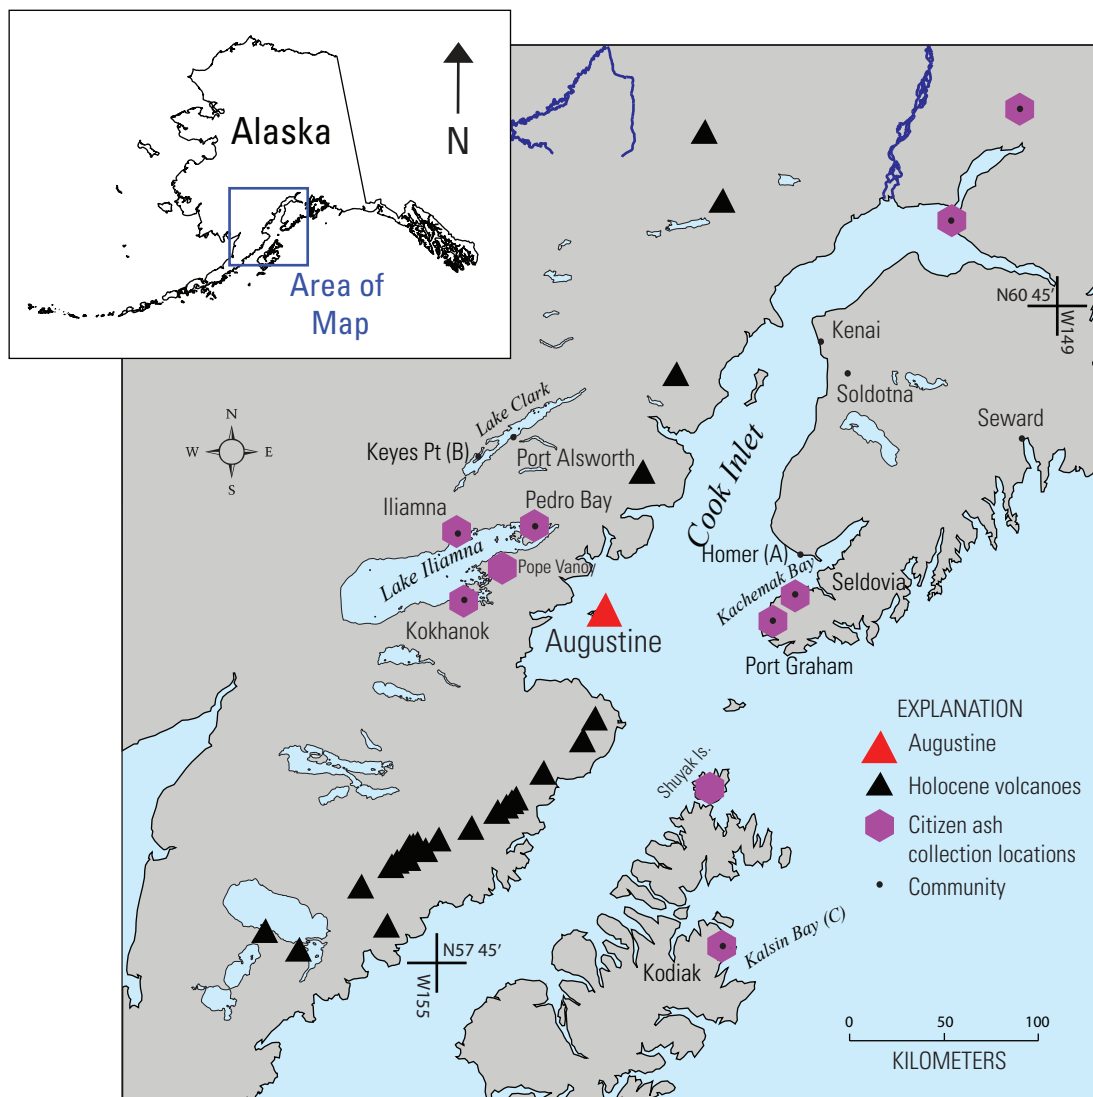 Alaska
N
Area of
Map
N60 45'
W149
Kenai
Soldotna
Seward
Lake Clark
Keyes Pt (B)
Port Alsworth
N
W
E
S
Iliamna
Pedro Bay
Cook Inlet
Homer (A)
Lake Iliamna
Pope Vanoy
Kachemak Bay
Seldovia
Kokhanok
Augustine
Port Graham
EXPLANATION
Augustine
Holocene volcanoes
Citizen ash
collection locations
Community
Shuyak Is.
Kalsin Bay (C)
Kodiak
N57 45'
W155
0 50 100
KILOMETERS